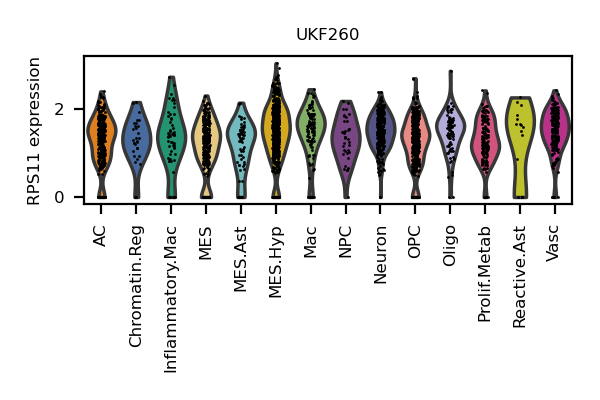 UKF260
RPS11 expression
2
0
AC
Chromatin.Reg
Inflammatory.Mac
MES
MES.Ast
MES.Hyp
Mac
NPC
Neuron
OPC
Oligo
Prolif.Metab
Reactive.Ast
Vasc